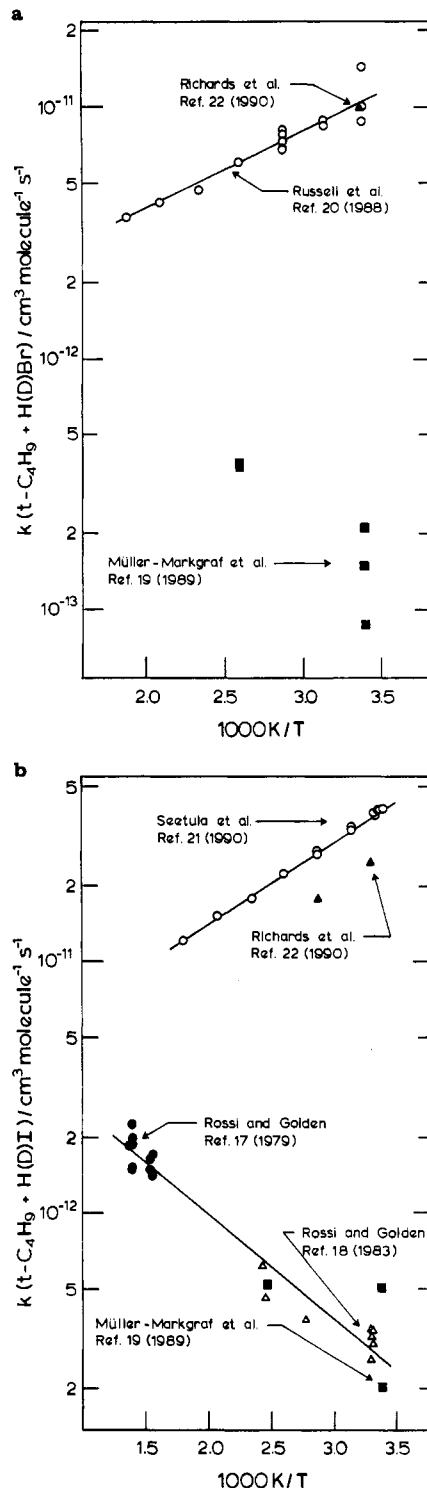 a
2
Richards et al.
Ref. 22 (1990)
10⁻¹¹
5
Russell et al.
Ref. 20 (1988)
2
10⁻¹²
5
2
Müller-Markgraf et al.
Ref. 19 (1989)
10⁻¹³
k (t-C₄H₉ + H(D)Br) / cm³ molecule⁻¹ s⁻¹
2.0 2.5 3.0 3.5
1000K/T
b
5
Seetula et al.
Ref. 21 (1990)
2
Richards et al.
Ref. 22 (1990)
10⁻¹¹
5
2
Rossi and Golden
Ref. 17 (1979)
10⁻¹²
Rossi and Golden
Ref. 18 (1983)
5
Müller-Markgraf et al.
Ref. 19 (1989)
2
k (t-C₄H₉ + H(D)I) / cm³ molecule⁻¹ s⁻¹
1.5 2.0 2.5 3.0 3.5
1000K/T